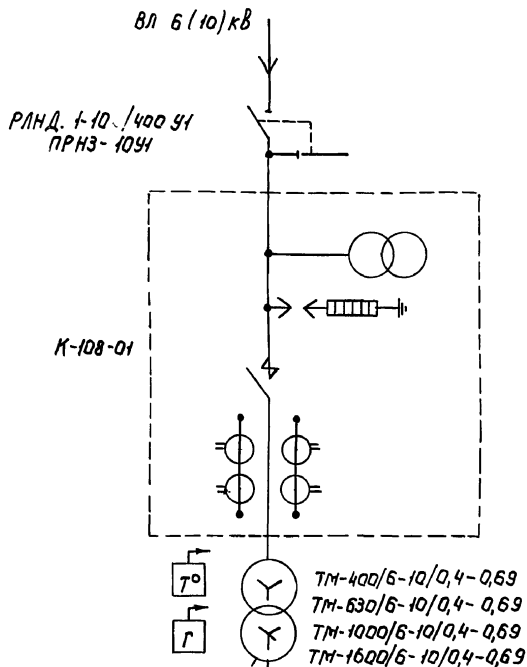 ВЛ 6(10)кв
РЛНД. 1-10 /400 У1
ПРНЗ-10У1
К-108-01
Т°
Г
ТМ-400/6-10/0,4-0,69
ТМ-630/6-10/0,4-0,69
ТМ-1000/6-10/0,4-0,69
ТМ-1600/6-10/0,4-0,69